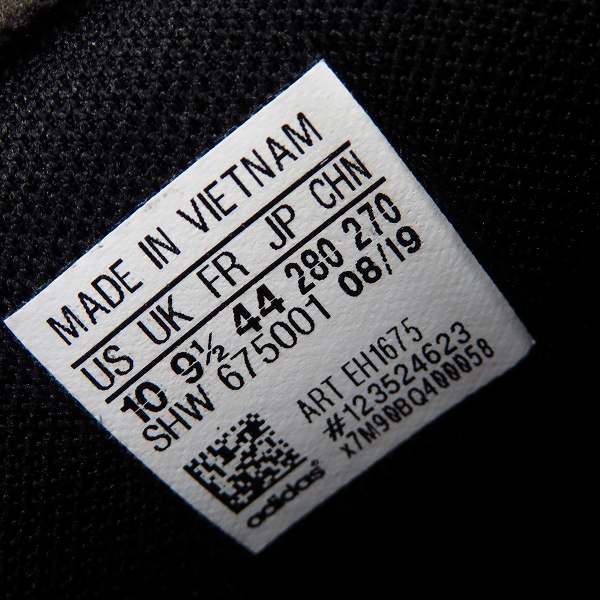 MADE IN VIETNAM
US UK FR JP CHN
10 9½ 44 280 270
SHW 675001 08/19
ART EH1675
#123524623
X7M90BQ400058
adidas